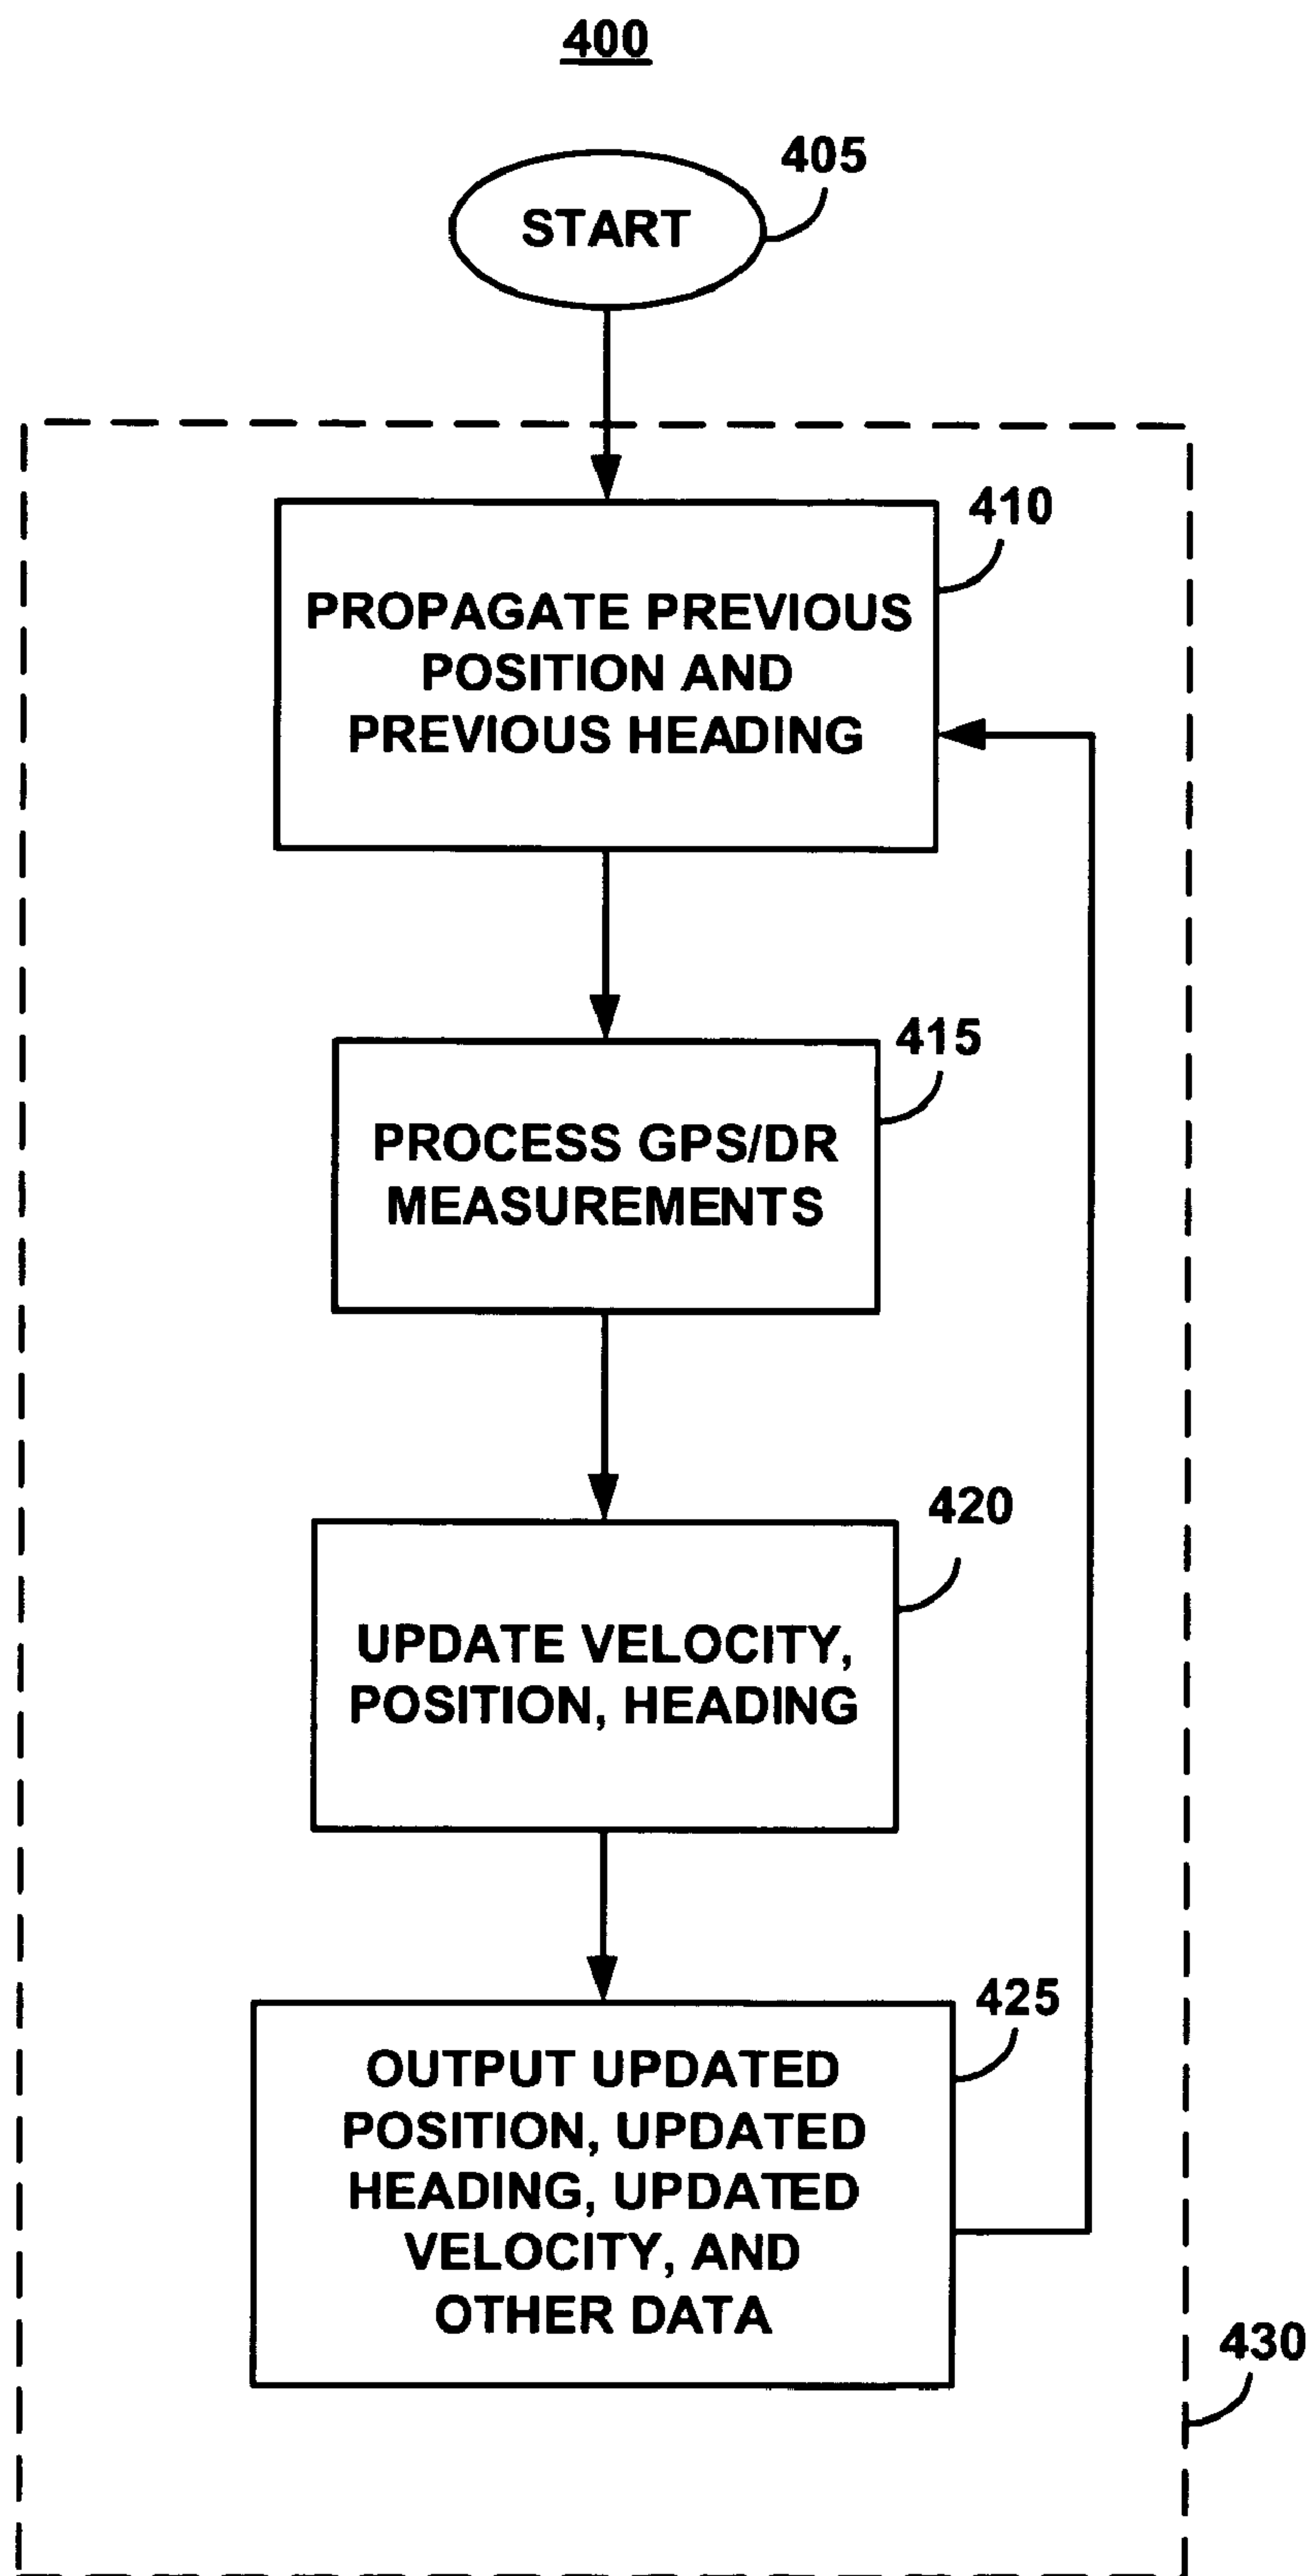 400
405
START
410
PROPAGATE PREVIOUS
POSITION AND
PREVIOUS HEADING
415
PROCESS GPS/DR
MEASUREMENTS
420
UPDATE VELOCITY,
POSITION, HEADING
425
OUTPUT UPDATED
POSITION, UPDATED
HEADING, UPDATED
VELOCITY, AND
OTHER DATA
430